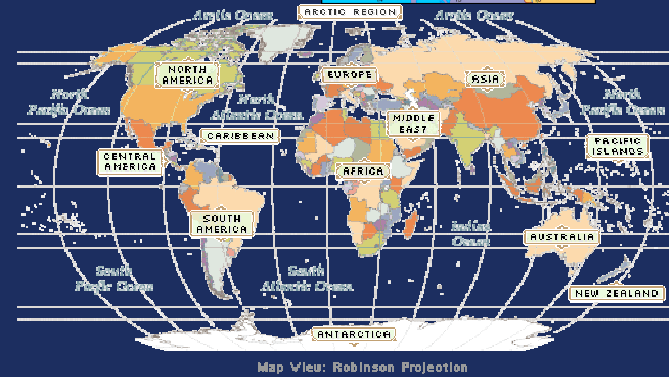 ARCTIC REGION
Arctic Ocean
Arctic Ocean
NORTH
AMERICA
EUROPE
ASIA
North
Pacific Ocean
North
Atlantic Ocean
North
Pacific Ocean
MIDDLE
EAST
CARIBBEAN
PACIFIC
ISLANDS
CENTRAL
AMERICA
AFRICA
SOUTH
AMERICA
Indian
Ocean
AUSTRALIA
South
Pacific Ocean
South
Atlantic Ocean
NEW ZEALAND
ANTARCTICA
Map View: Robinson Projection